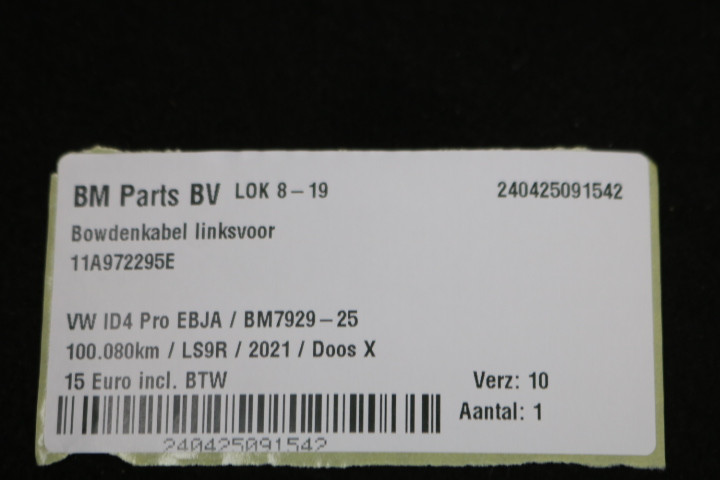 BM Parts BV LOK 8-19 240425091542
Bowdenkabel linksvoor
11A972295E
VW ID4 Pro EBJA / BM7929-25
100.080km / LS9R / 2021 / Doos X
15 Euro incl. BTW Verz: 10
Aantal: 1
240425091542